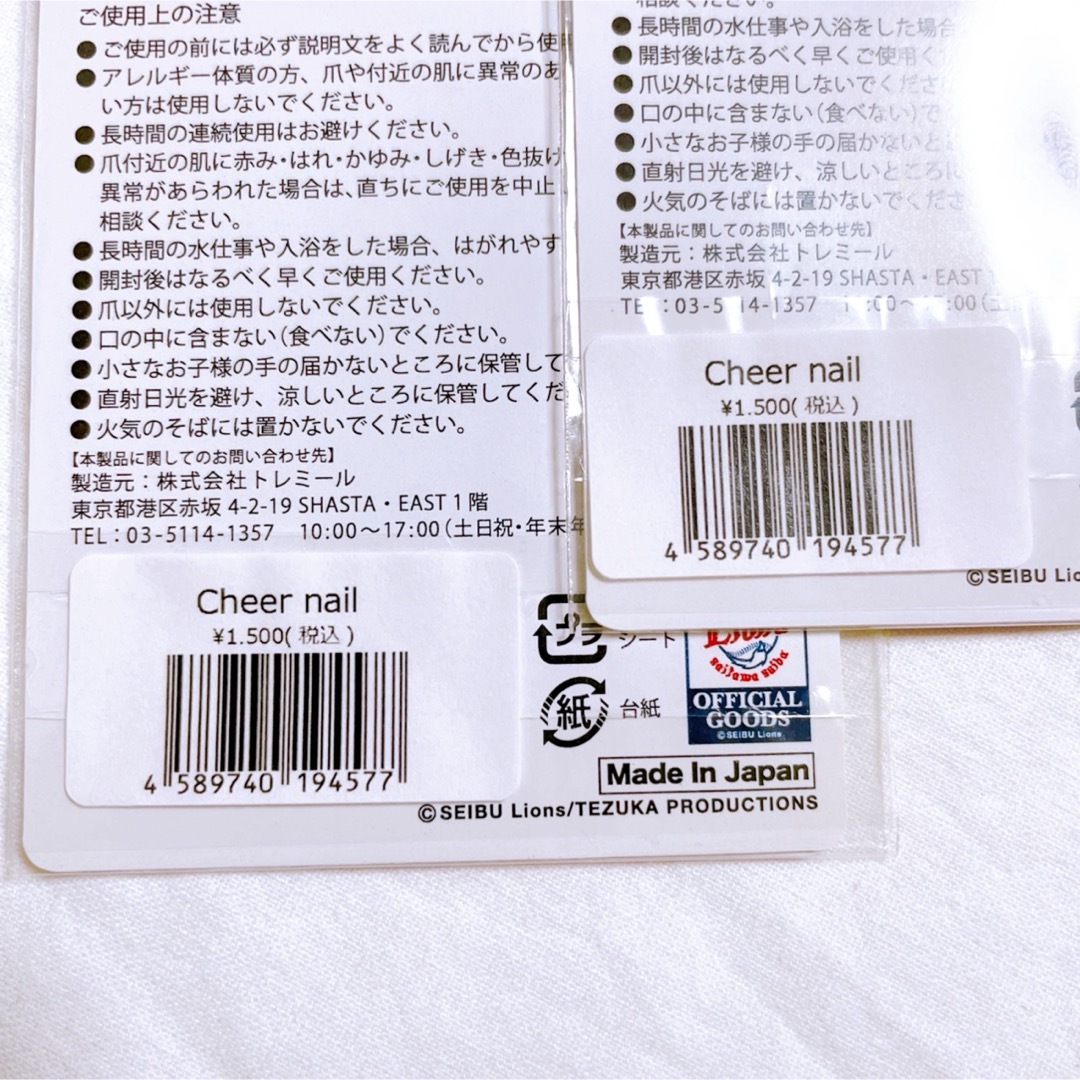 ご使用上の注意
●ご使用の前には必ず説明文をよく読んでから使
●アレルギー体質の方、爪や付近の肌に異常のあ
い方は使用しないでください。
●長時間の連続使用はお避けください。
●爪付近の肌に赤み・はれ・かゆみ・しげき・色抜け
異常があらわれた場合は、直ちにご使用を中止
相談ください。
●長時間の水仕事や入浴をした場合、はがれやす
●開封後はなるべく早くご使用ください。
●爪以外には使用しないでください。
●口の中に含まない(食べない)でください。
●小さなお子様の手の届かないところに保管して
●直射日光を避け、涼しいところに保管してくだ
●火気のそばには置かないでください。
【本製品に関してのお問い合わせ先】
製造元:株式会社トレミール
東京都港区赤坂 4-2-19 SHASTA・EAST 1 階
TEL:03-5114-1357 10:00~17:00(土日祝・年末年
Cheer nail
¥1.500( 税込 )
4 589740 194577
プラ シート
紙 台紙
Lions
saitama seibu
OFFICIAL
GOODS
©SEIBU Lions
Made In Japan
©SEIBU Lions/TEZUKA PRODUCTIONS
●長時間の水仕事や入浴をした場合
●開封後はなるべく早くご使用く
●爪以外には使用しないでくださ
●口の中に含まない(食べない)で
●小さなお子様の手の届かないと
●直射日光を避け、涼しいところに
●火気のそばには置かないでくださ
【本製品に関してのお問い合わせ先】
製造元:株式会社トレミール
東京都港区赤坂 4-2-19 SHASTA・EAST
TEL:03-5114-1357
Cheer nail
¥1.500( 税込 )
4 589740 194577
©SEIBU Lio